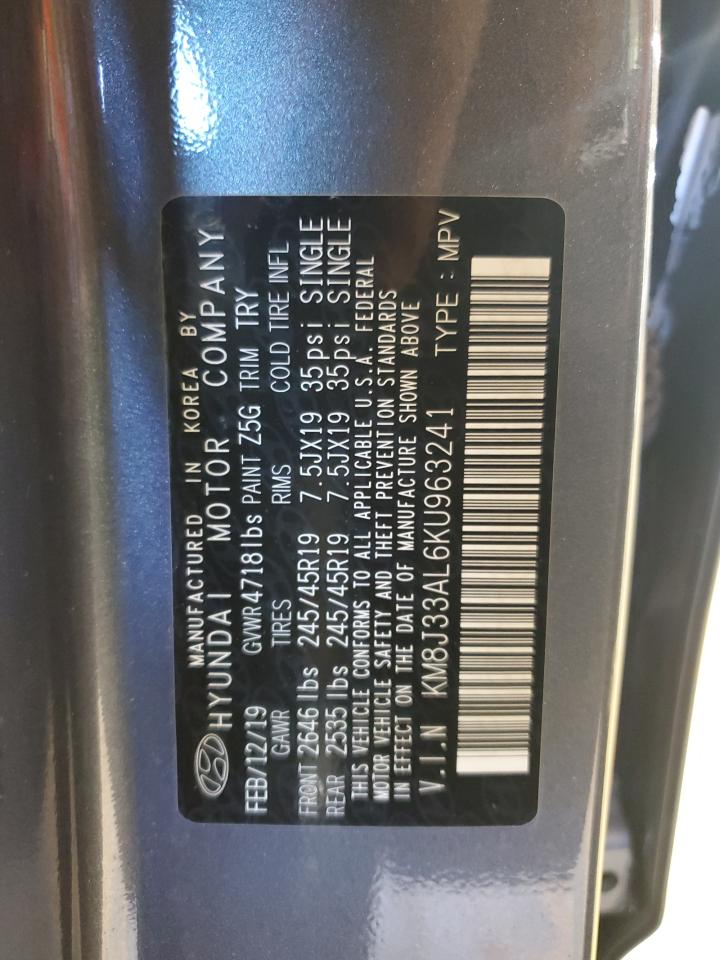 MANUFACTURED IN KOREA BY
HYUNDAI MOTOR COMPANY
FEB/12/19 GVWR 4718 lbs PAINT Z5G TRIM TRY
GAWR TIRES RIMS COLD TIRE INFL
FRONT 2646 lbs 245/45R19 7.5JX19 35psi SINGLE
REAR 2535 lbs 245/45R19 7.5JX19 35psi SINGLE
THIS VEHICLE CONFORMS TO ALL APPLICABLE U.S.A. FEDERAL
MOTOR VEHICLE SAFETY AND THEFT PREVENTION STANDARDS
IN EFFECT ON THE DATE OF MANUFACTURE SHOWN ABOVE
V.I.N KM8J33AL6KU963241 TYPE : MPV